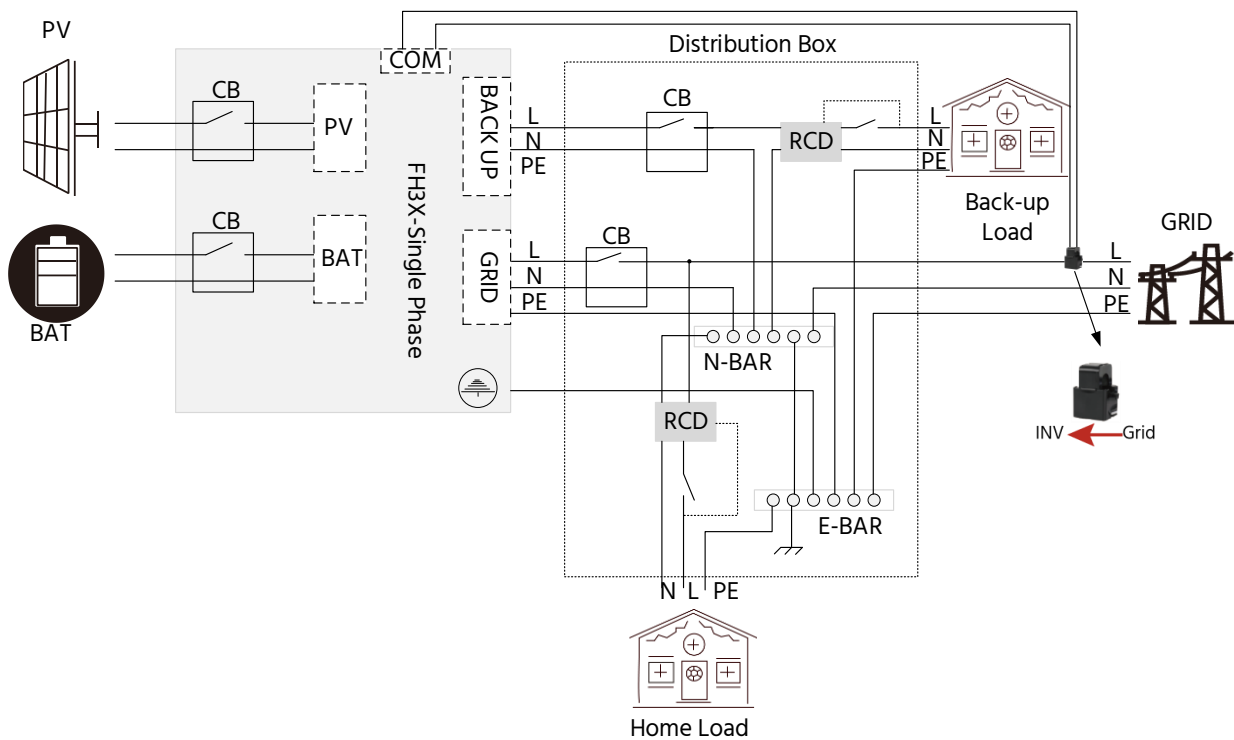 PV
COM
Distribution Box
CB
PV
BACK UP
L
N
PE
CB
RCD
L
N
PE
Back-up
Load
FH3X-Single Phase
CB
BAT
BAT
GRID
L
N
PE
CB
GRID
L
N
PE
N-BAR
RCD
INV
Grid
E-BAR
N L PE
Home Load